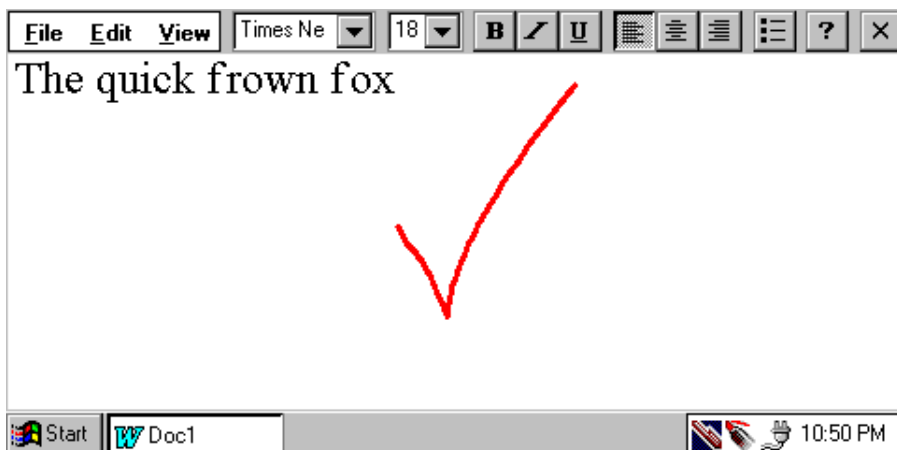 File Edit View Times Ne 18 B I U ? ×
The quick frown fox
Start Doc1 10:50 PM